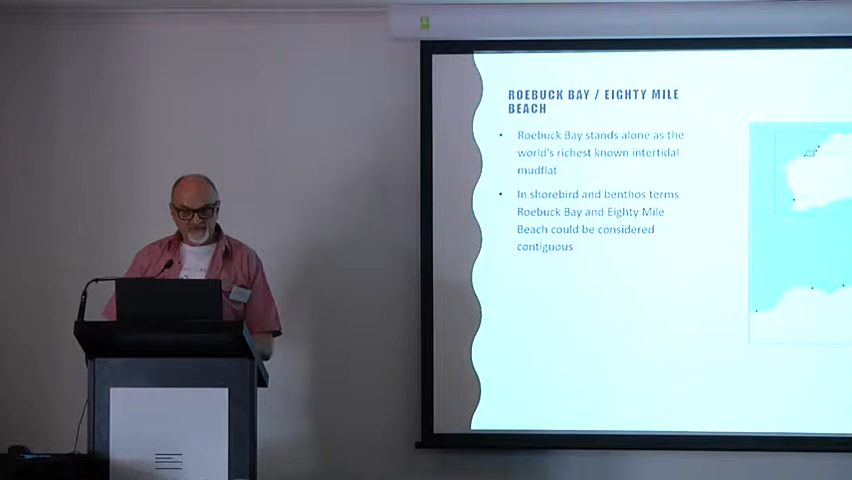 ROEBUCK BAY / EIGHTY MILE
BEACH
• Roebuck Bay stands alone as the
world's richest known intertidal
mudflat
• In shorebird and benthos terms
Roebuck Bay and Eighty Mile
Beach could be considered
contiguous